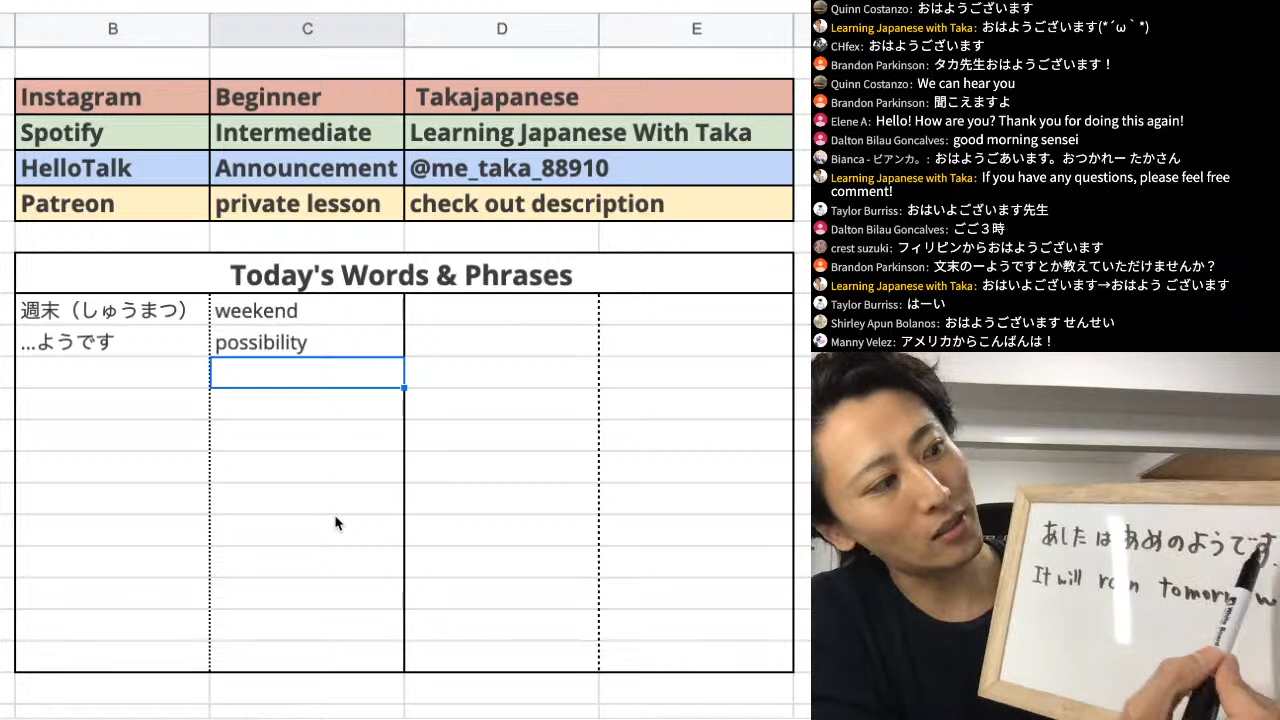 B C D E
Instagram Beginner Takajapanese
Spotify Intermediate Learning Japanese With Taka
HelloTalk Announcement @me_taka_88910
Patreon private lesson check out description
Today's Words & Phrases
週末（しゅうまつ） weekend
...ようです possibility
Quinn Costanzo: おはようございます
Learning Japanese with Taka: おはようございます(*´ω｀*)
CHfex: おはようございます
Brandon Parkinson: タカ先生おはようございます！
Quinn Costanzo: We can hear you
Brandon Parkinson: 聞こえますよ
Elene A: Hello! How are you? Thank you for doing this again!
Dalton Bilau Goncalves: good morning sensei
Bianca - ビアンカ。: おはようごあいます。おつかれー たかさん
Learning Japanese with Taka: If you have any questions, please feel free
comment!
Taylor Burriss: おはいよございます先生
Dalton Bilau Goncalves: ごご３時
crest suzuki: フィリピンからおはようございます
Brandon Parkinson: 文末のーようですとか教えていただけませんか？
Learning Japanese with Taka: おはいよございます→おはよう ございます
Taylor Burriss: はーい
Shirley Apun Bolanos: おはようございます せんせい
Manny Velez: アメリカからこんばんは！
あしたは あめのようです.
It will rain tomorrow